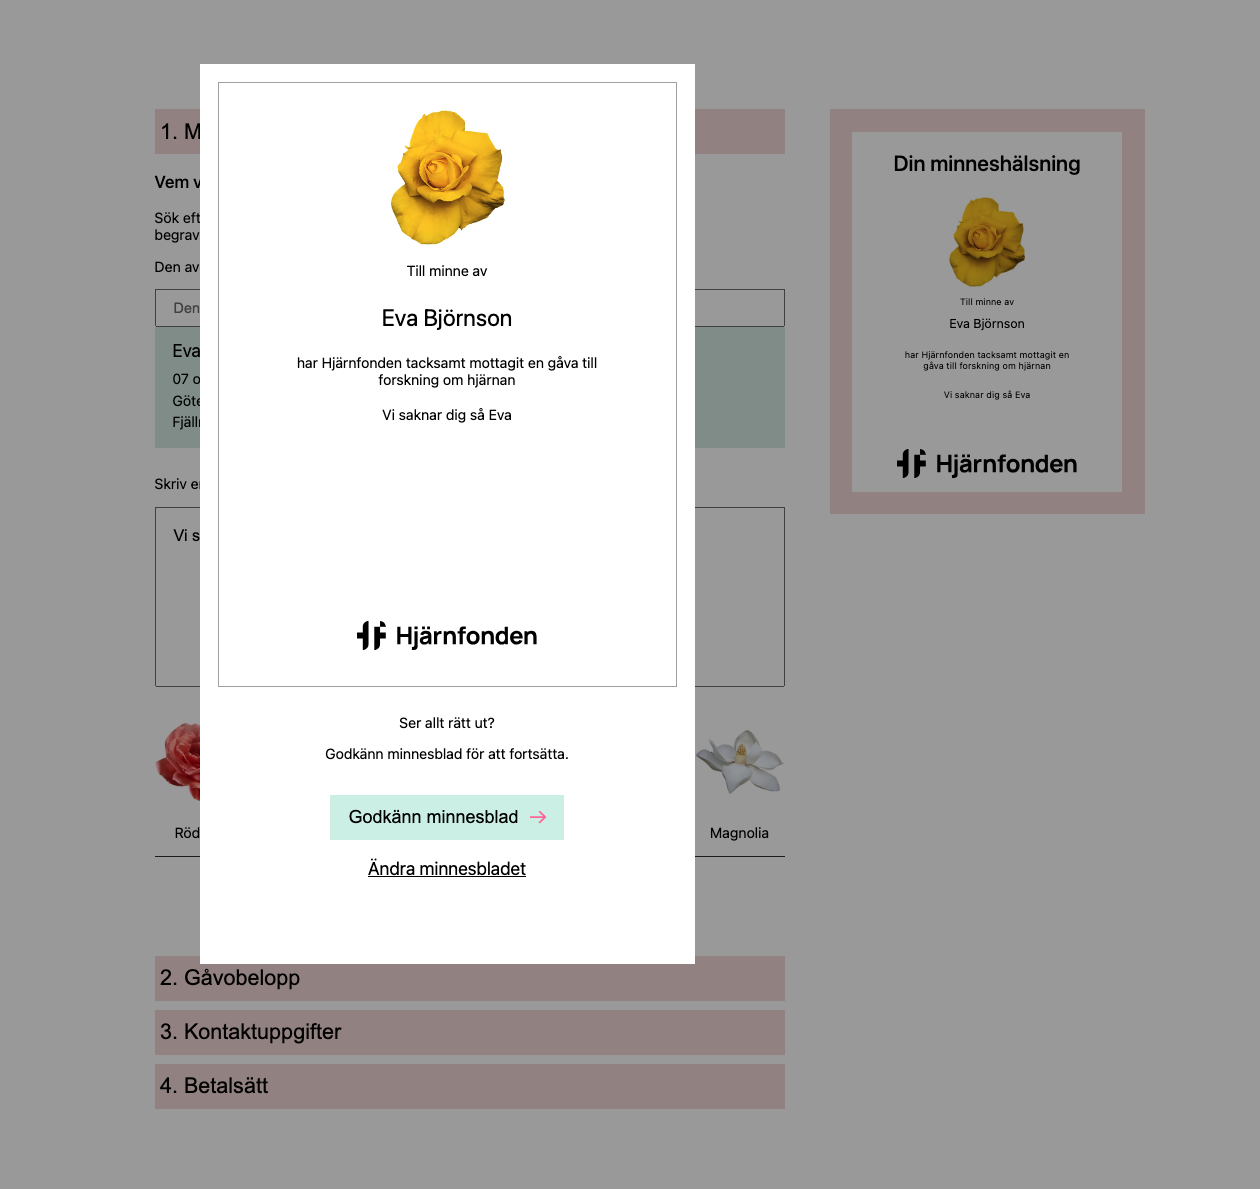 1. M
Vem v
Sök eft
begrav
Den av
Den
Eva
07 o
Göte
Fjällr
Skriv er
Vi s
Röd
Magnolia
Till minne av
Eva Björnson
har Hjärnfonden tacksamt mottagit en gåva till
forskning om hjärnan
Vi saknar dig så Eva
Hjärnfonden
Ser allt rätt ut?
Godkänn minnesblad för att fortsätta.
Godkänn minnesblad →
Ändra minnesbladet
2. Gåvobelopp
3. Kontaktuppgifter
4. Betalsätt
Din minneshälsning
Till minne av
Eva Björnson
har Hjärnfonden tacksamt mottagit en
gåva till forskning om hjärnan
Vi saknar dig så Eva
Hjärnfonden